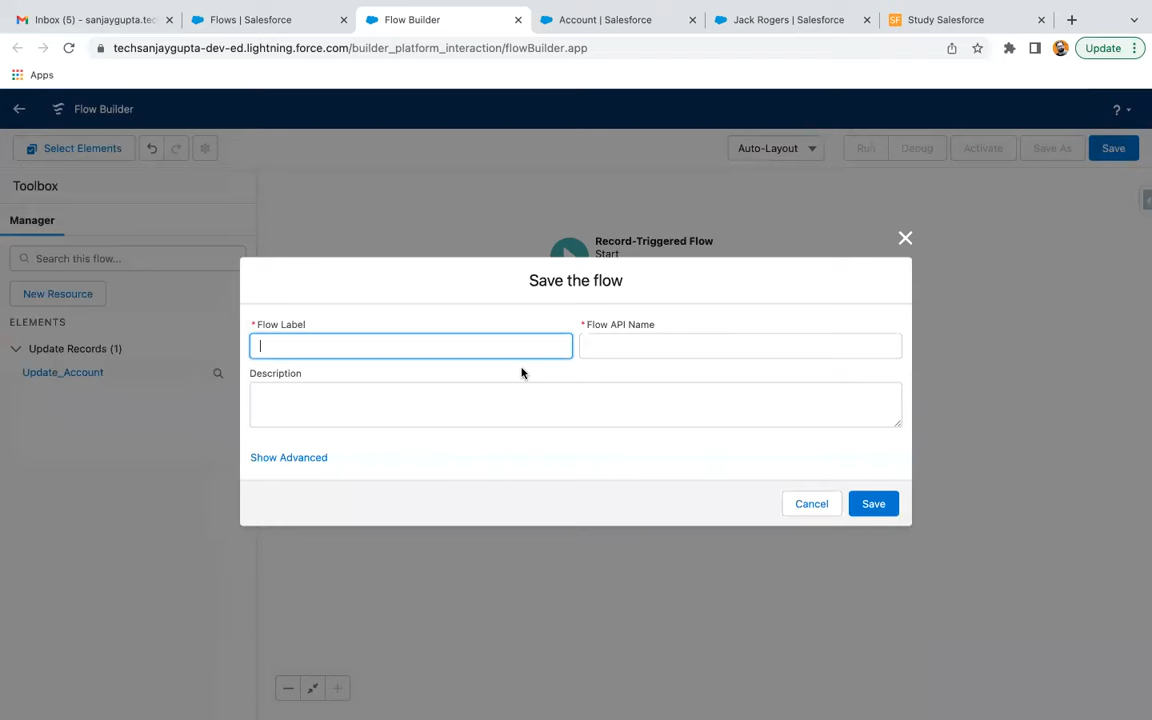 Inbox (5) - sanjaygupta.tec
Flows | Salesforce
Flow Builder
Account | Salesforce
Jack Rogers | Salesforce
SF
Study Salesforce
techsanjaygupta-dev-ed.lightning.force.com/builder_platform_interaction/flowBuilder.app
Update
Apps
Flow Builder
?
Select Elements
Auto-Layout
Run
Debug
Activate
Save As
Save
Toolbox
Manager
Search this flow...
New Resource
ELEMENTS
Update Records (1)
Update_Account
Record-Triggered Flow
Start
Save the flow
* Flow Label
* Flow API Name
Description
Show Advanced
Cancel
Save